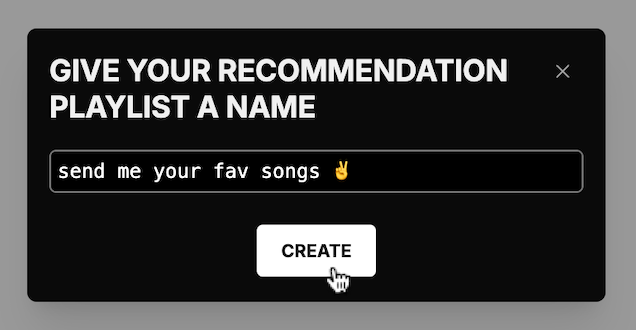 GIVE YOUR RECOMMENDATION
PLAYLIST A NAME
send me your fav songs ✌️
CREATE